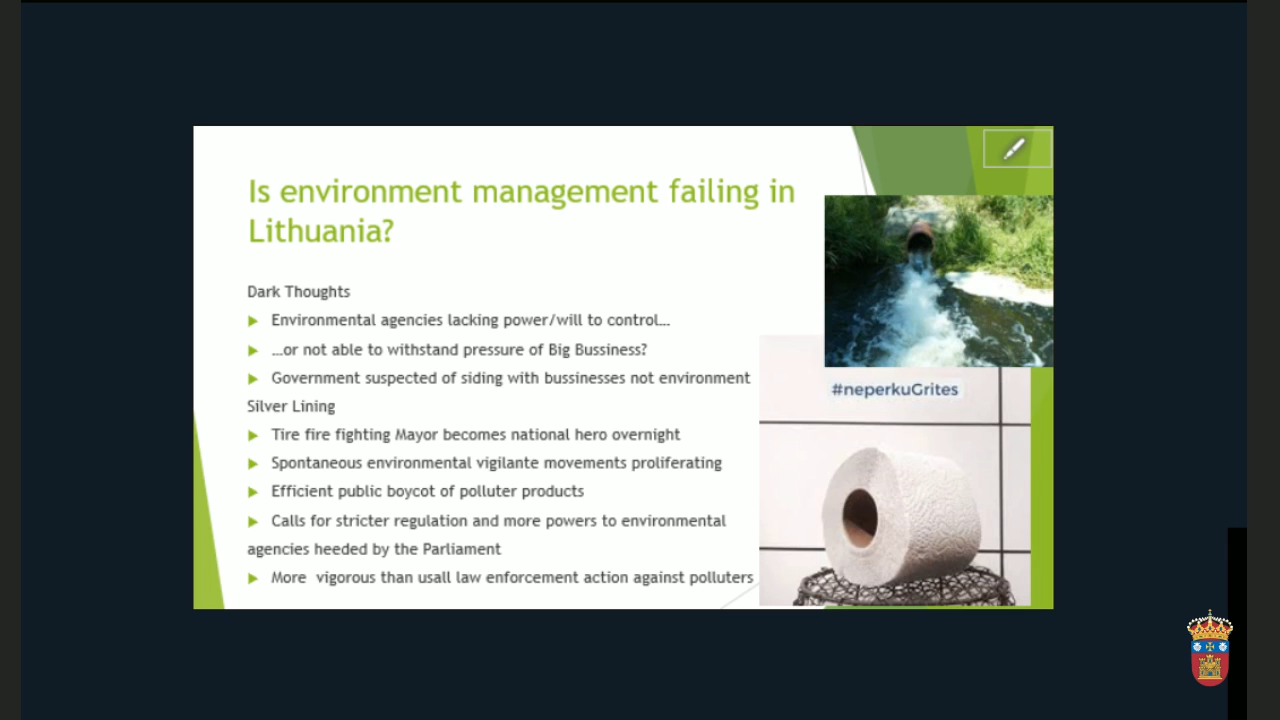 Is environment management failing in
Lithuania?
Dark Thoughts
Environmental agencies lacking power/will to control…
…or not able to withstand pressure of Big Bussiness?
Government suspected of siding with bussinesses not environment
Silver Lining
Tire fire fighting Mayor becomes national hero overnight
Spontaneous environmental vigilante movements proliferating
Efficient public boycot of polluter products
Calls for stricter regulation and more powers to environmental
agencies heeded by the Parliament
More  vigorous than usall law enforcement action against polluters
#neperkuGrites